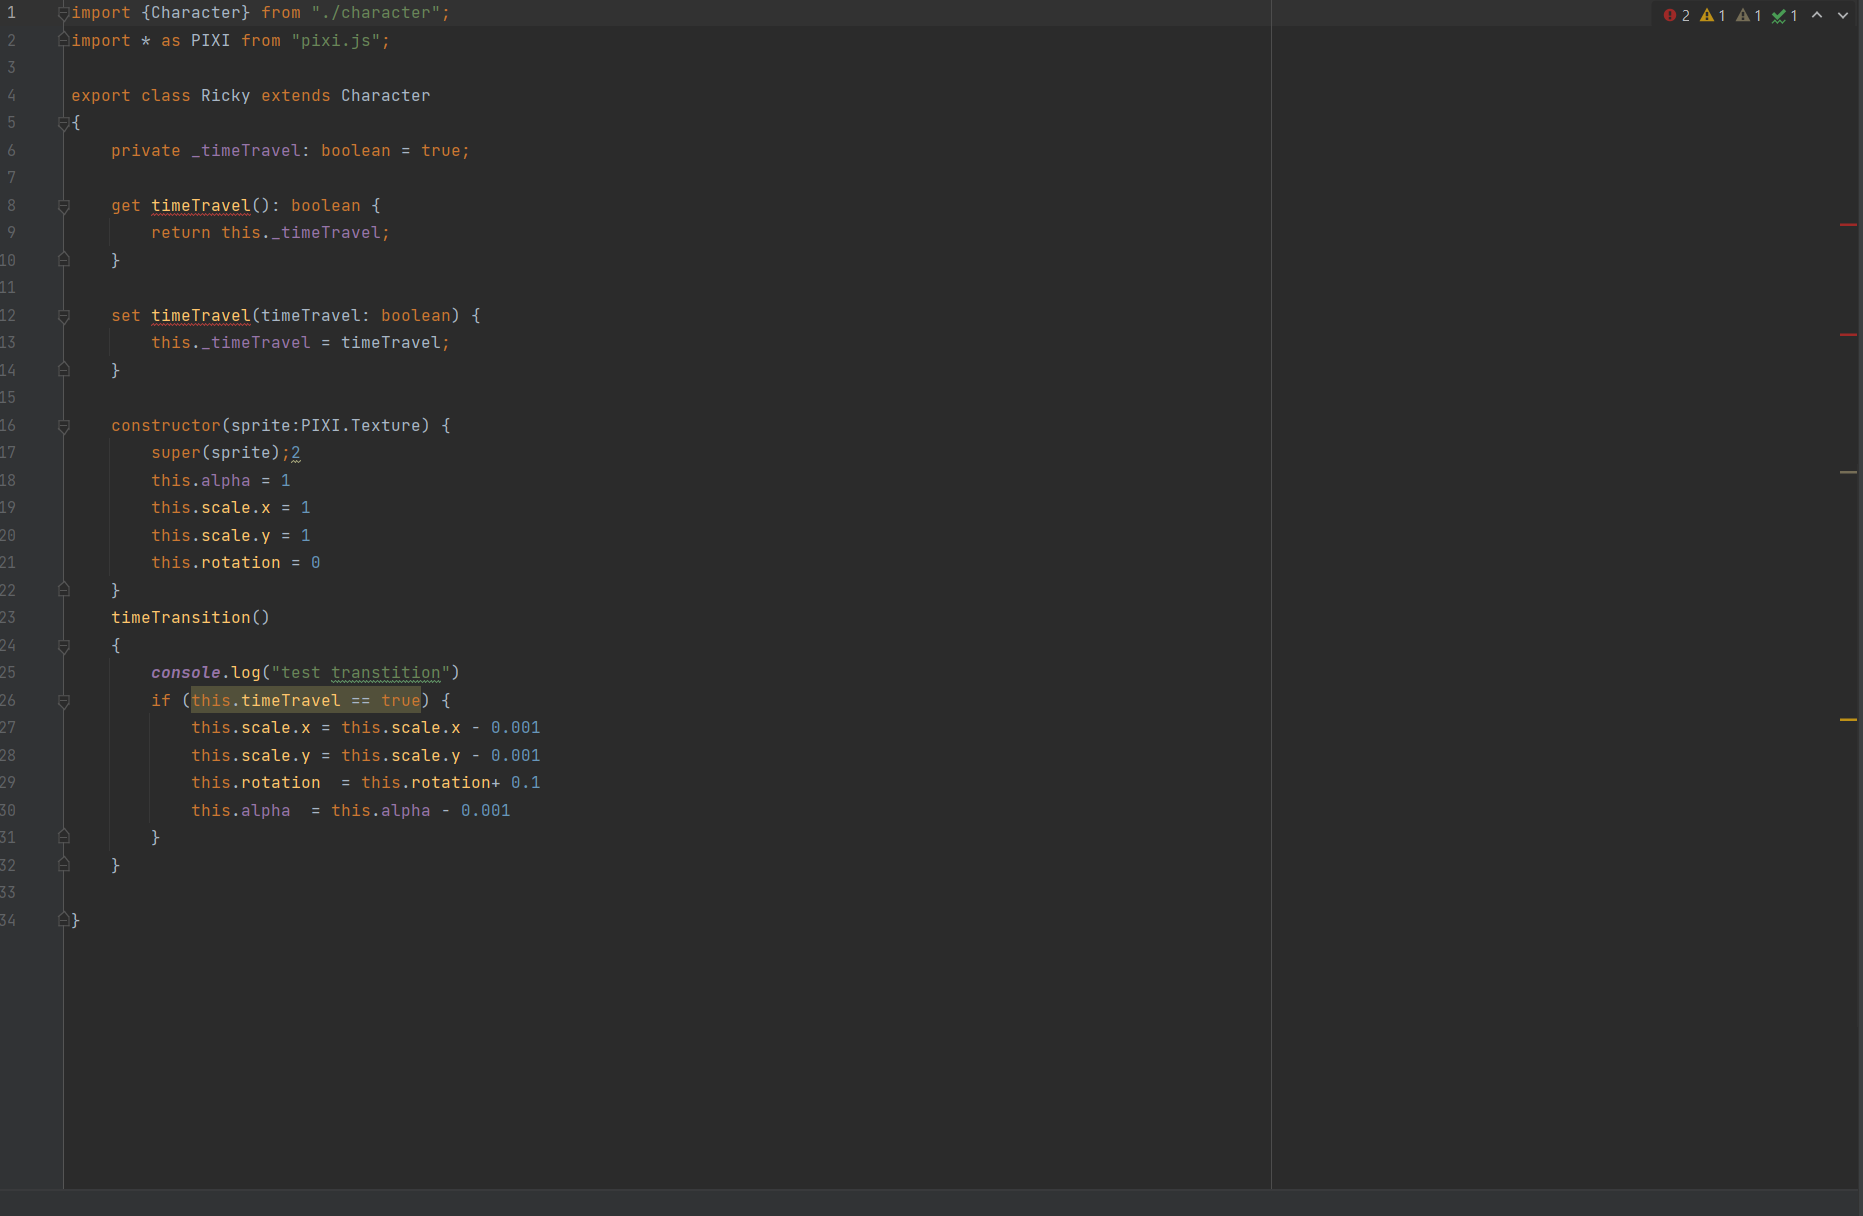 2 1 1 1
1 import {Character} from "./character";
2 import * as PIXI from "pixi.js";
3
4 export class Ricky extends Character
5 {
6     private _timeTravel: boolean = true;
7
8     get timeTravel(): boolean {
9         return this._timeTravel;
10     }
11
12     set timeTravel(timeTravel: boolean) {
13         this._timeTravel = timeTravel;
14     }
15
16     constructor(sprite:PIXI.Texture) {
17         super(sprite);2
18         this.alpha = 1
19         this.scale.x = 1
20         this.scale.y = 1
21         this.rotation = 0
22     }
23     timeTransition()
24     {
25         console.log("test transtition")
26         if (this.timeTravel == true) {
27             this.scale.x = this.scale.x - 0.001
28             this.scale.y = this.scale.y - 0.001
29             this.rotation  = this.rotation+ 0.1
30             this.alpha  = this.alpha - 0.001
31         }
32     }
33
34 }